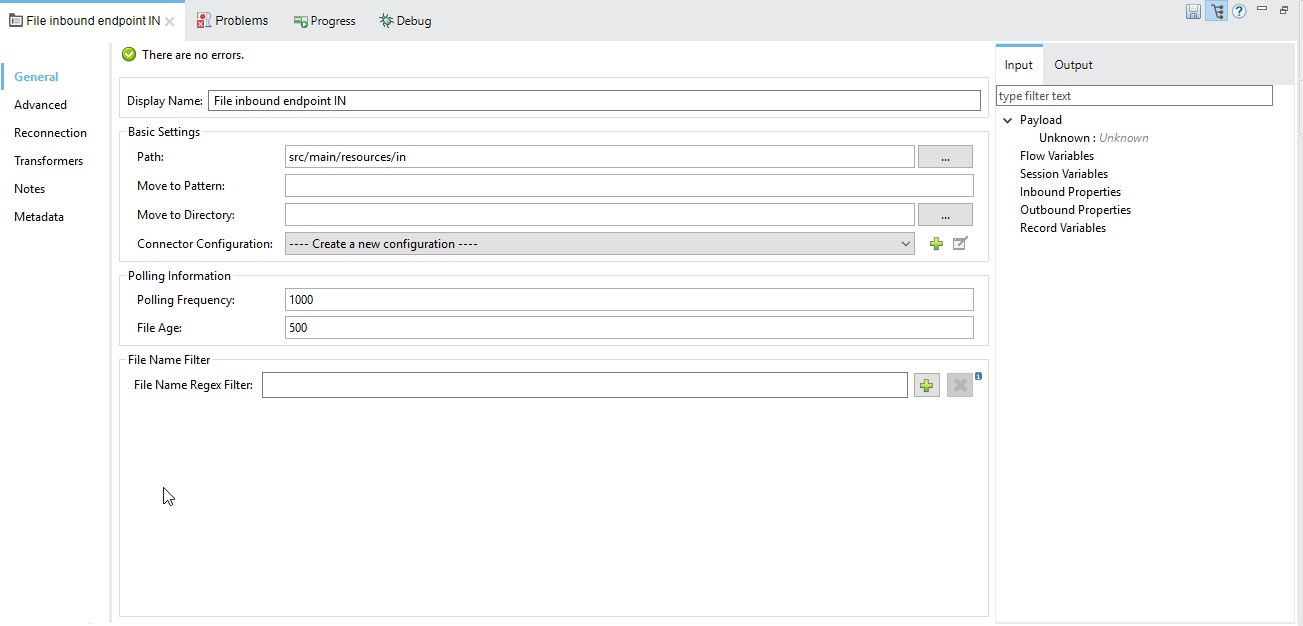 File inbound endpoint IN
Problems
Progress
Debug
General
Advanced
Reconnection
Transformers
Notes
Metadata
There are no errors.
Display Name: File inbound endpoint IN
Basic Settings
Path: src/main/resources/in ...
Move to Pattern:
Move to Directory: ...
Connector Configuration: ---- Create a new configuration ----
Polling Information
Polling Frequency: 1000
File Age: 500
File Name Filter
File Name Regex Filter:
Input Output
type filter text
Payload
Unknown : Unknown
Flow Variables
Session Variables
Inbound Properties
Outbound Properties
Record Variables